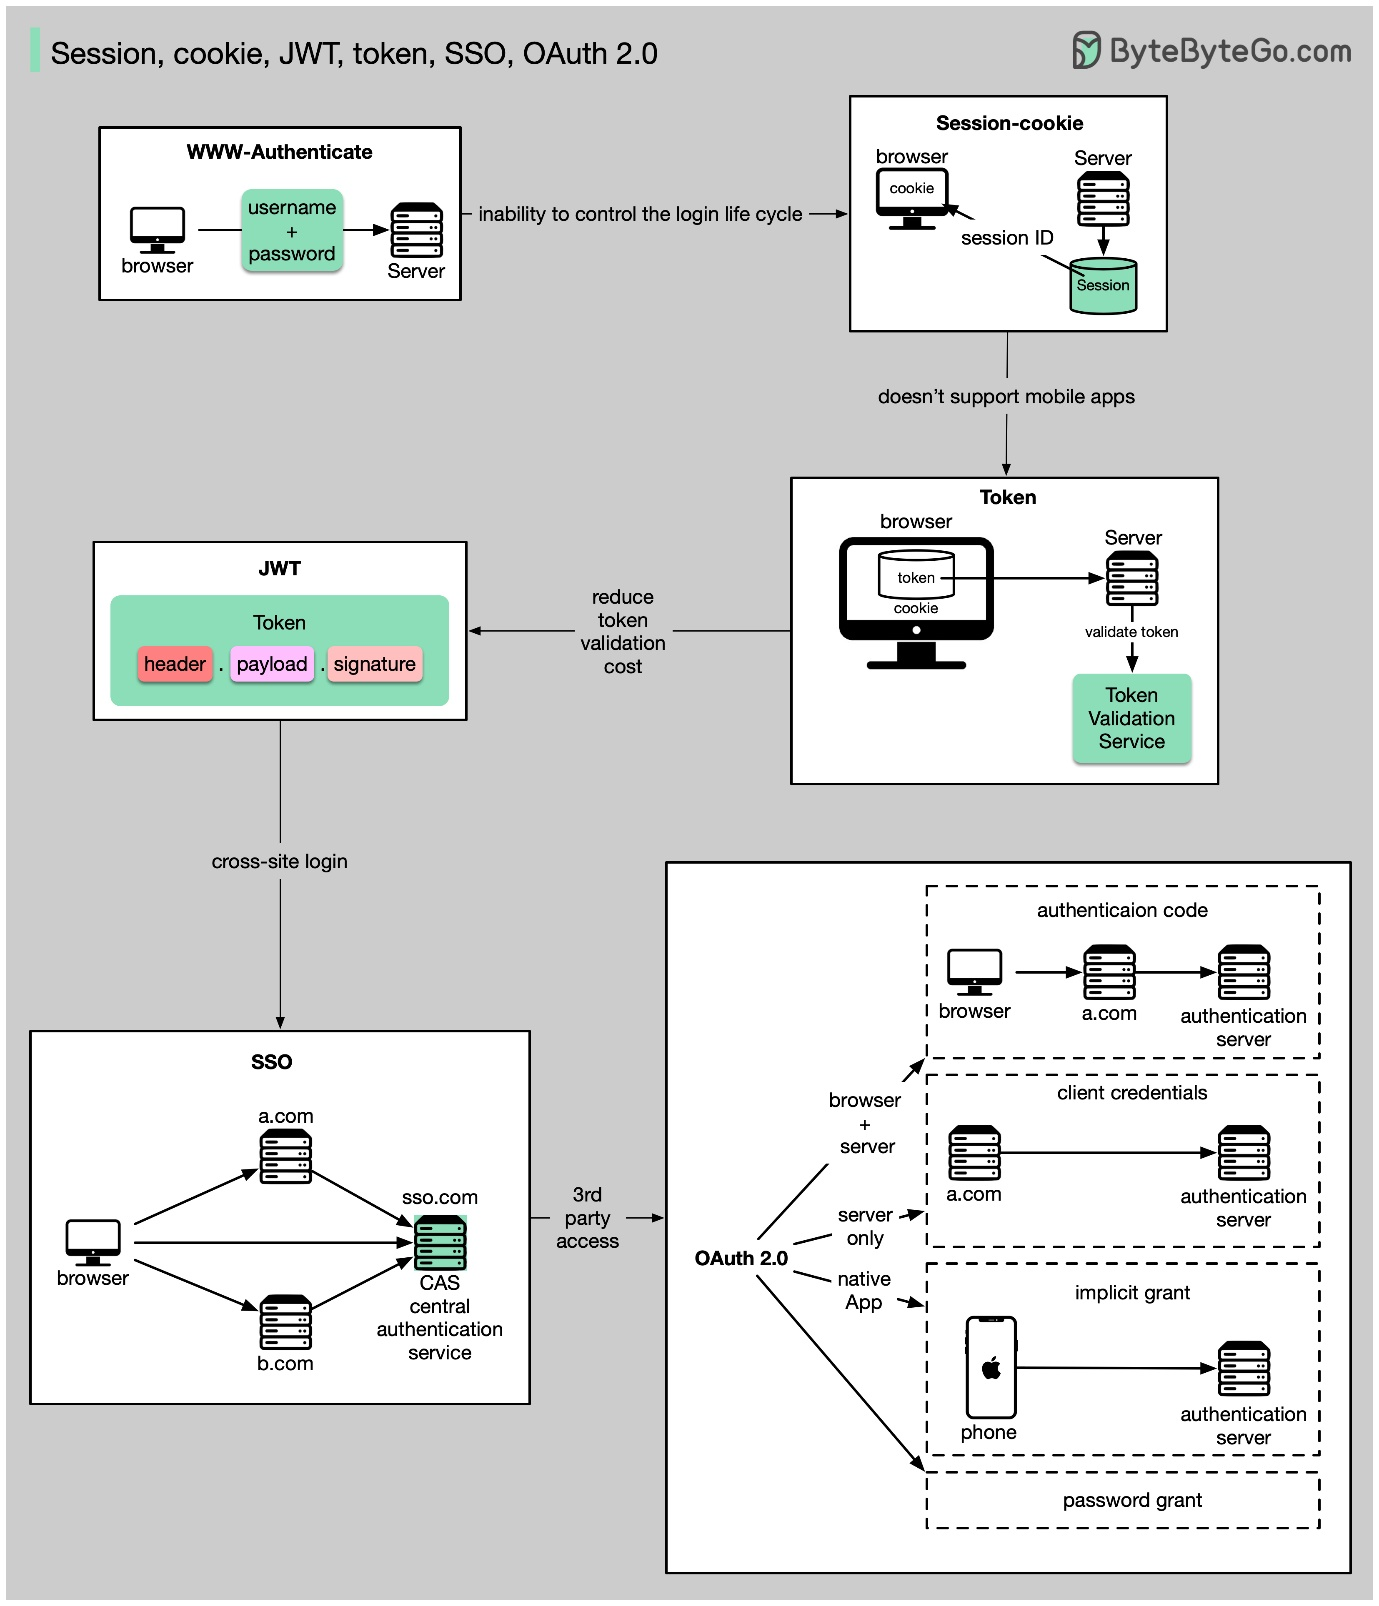 Session, cookie, JWT, token, SSO, OAuth 2.0
ByteByteGo.com
WWW-Authenticate
browser
username
+
password
Server
inability to control the login life cycle
Session-cookie
browser
cookie
Server
session ID
Session
doesn't support mobile apps
Token
browser
token
cookie
Server
validate token
Token
Validation
Service
reduce
token
validation
cost
JWT
Token
header . payload . signature
cross-site login
SSO
a.com
browser
b.com
sso.com
CAS
central
authentication
service
3rd
party
access
OAuth 2.0
browser
+
server
authenticaion code
browser
a.com
authentication
server
server
only
client credentials
a.com
authentication
server
native
App
implicit grant
phone
authentication
server
password grant